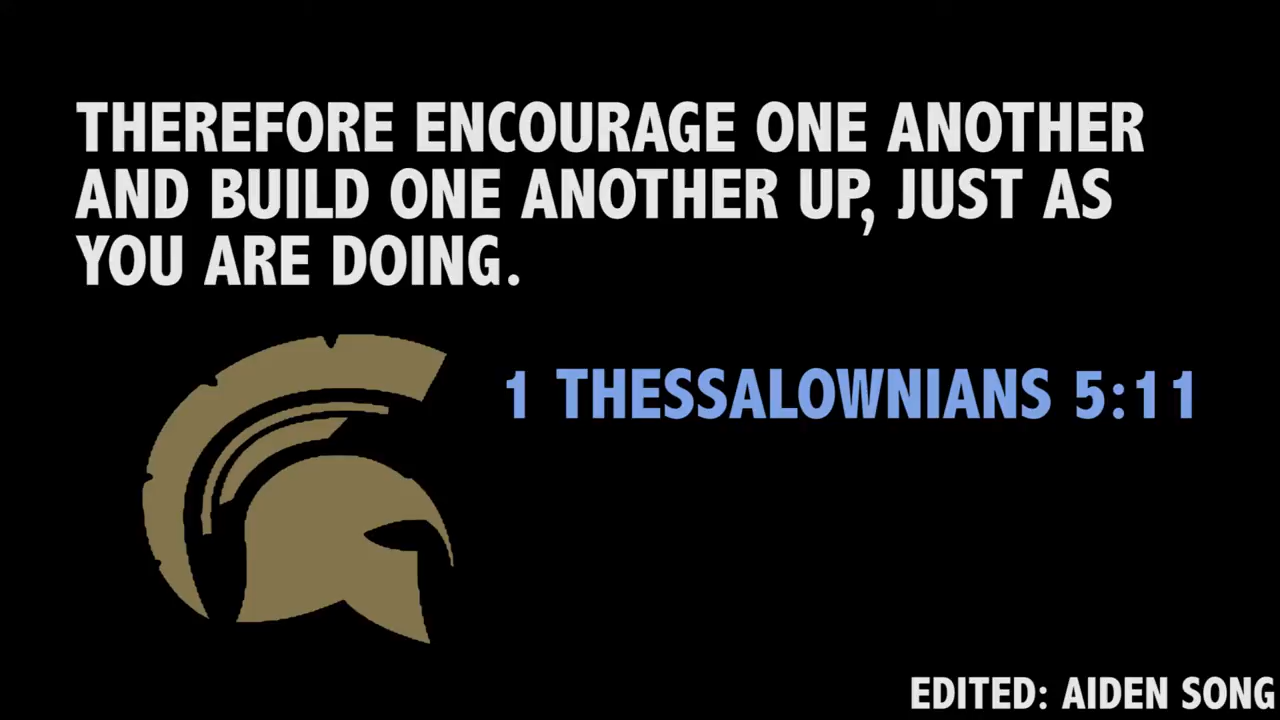 THEREFORE ENCOURAGE ONE ANOTHER
AND BUILD ONE ANOTHER UP, JUST AS
YOU ARE DOING.
1 THESSALOWNIANS 5:11
EDITED: AIDEN SONG